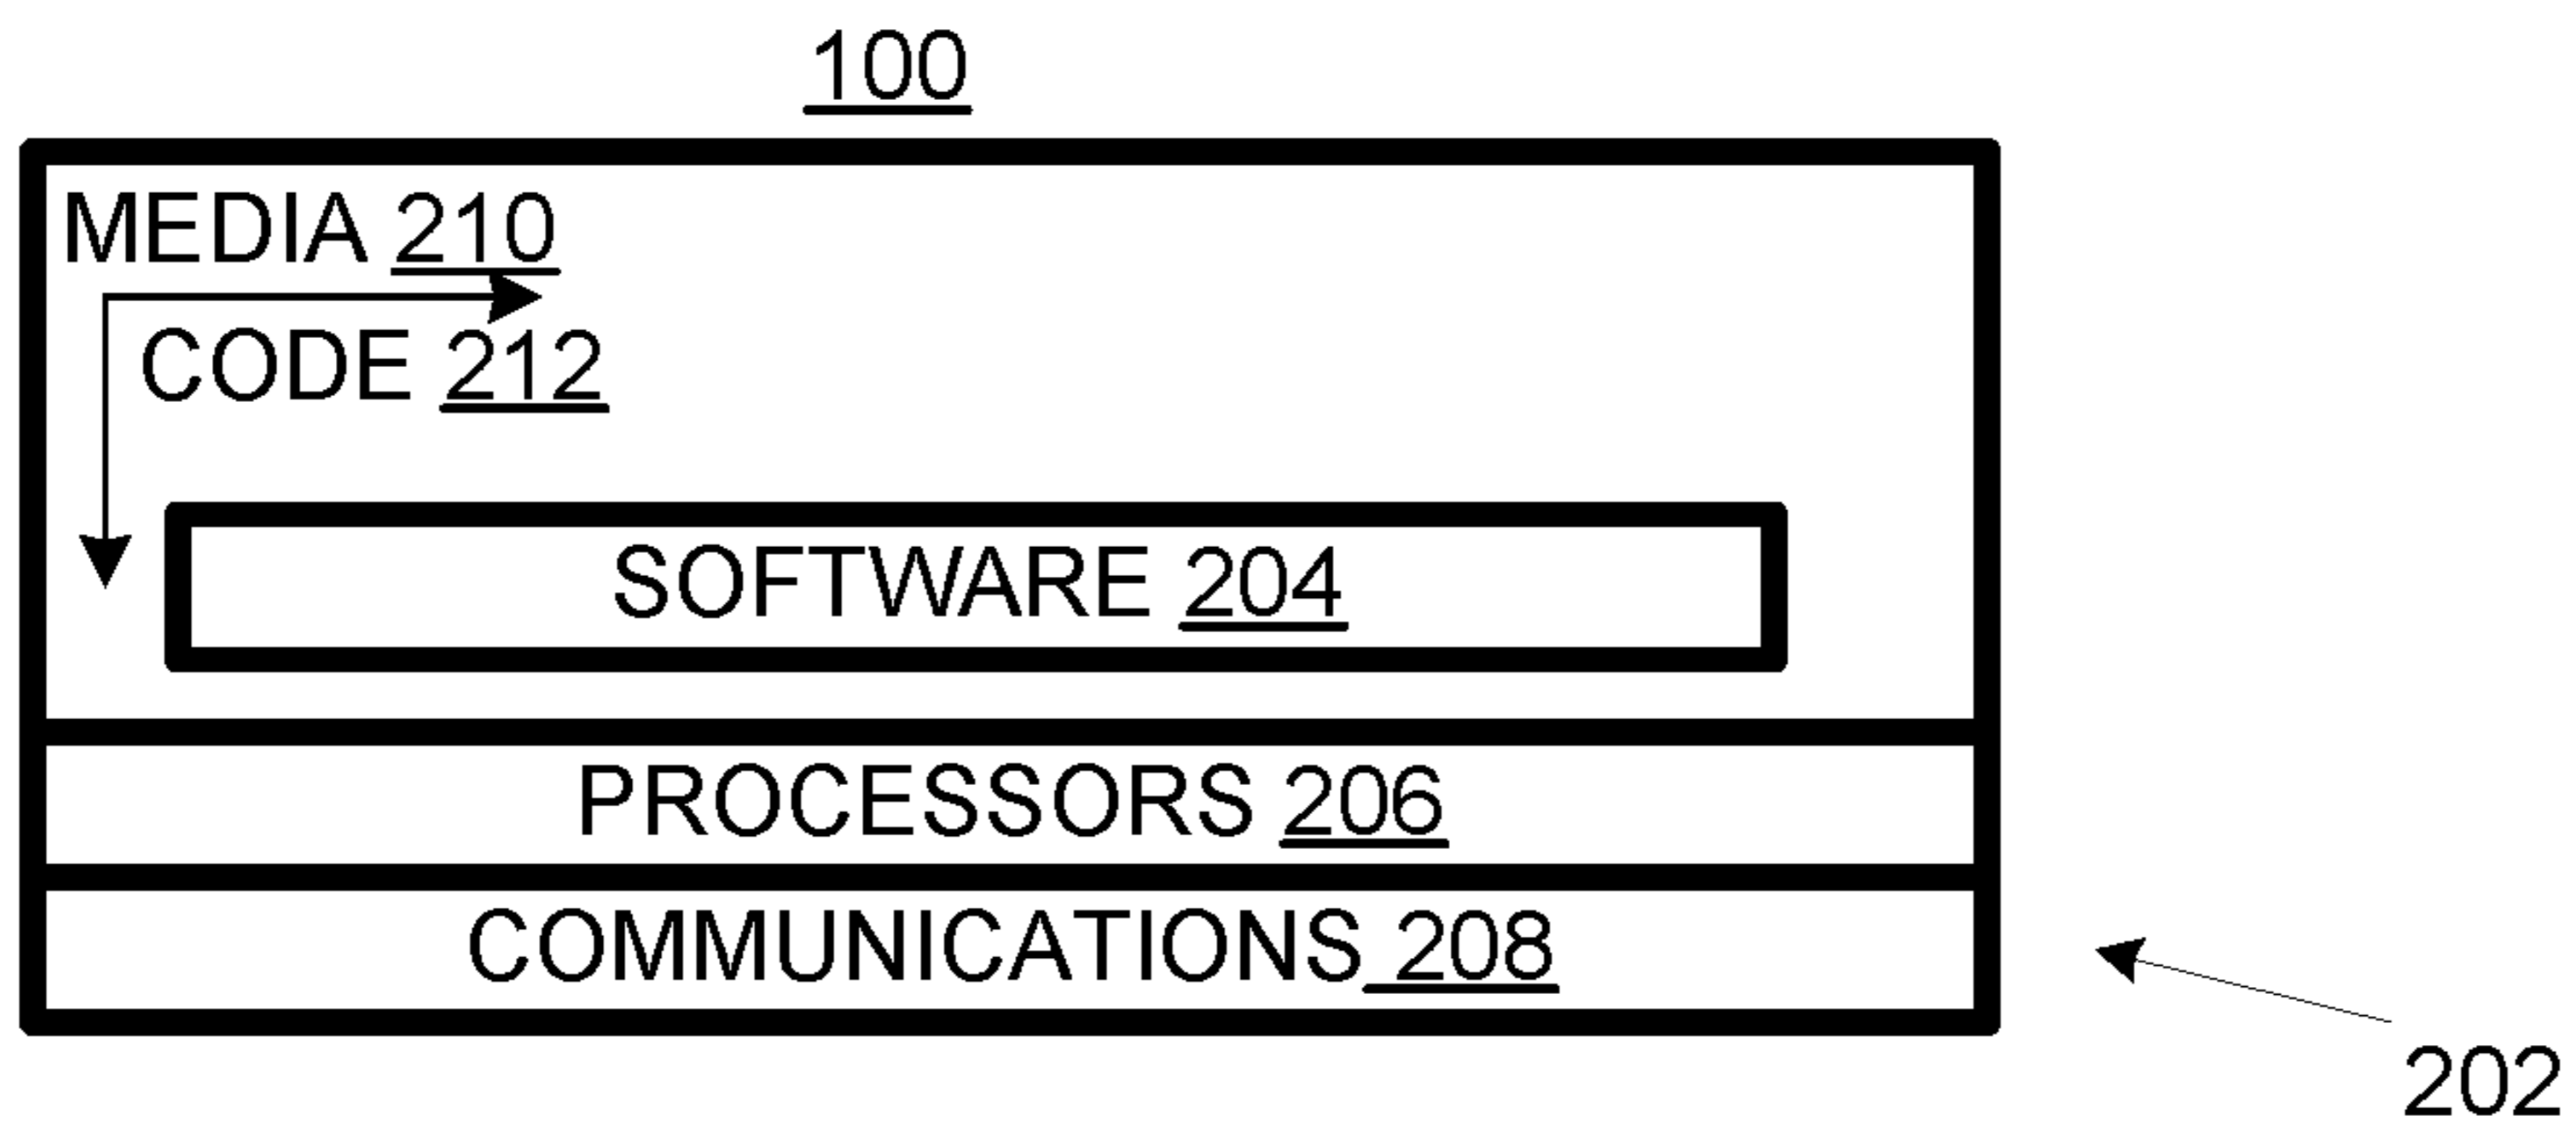 100
MEDIA 210
CODE 212
SOFTWARE 204
PROCESSORS 206
COMMUNICATIONS 208
202